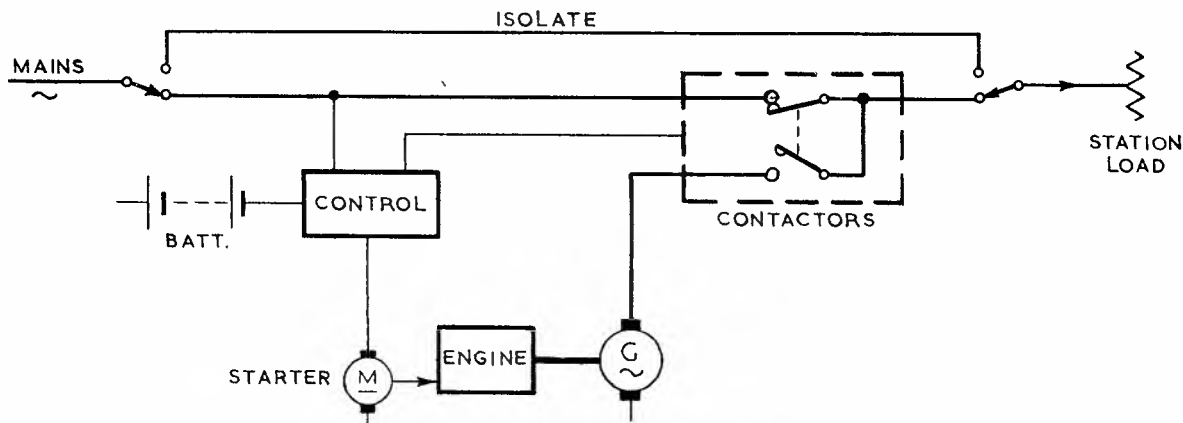 ISOLATE
MAINS
~
STATION
LOAD
CONTROL
CONTACTORS
BATT.
ENGINE
G
~
STARTER
M